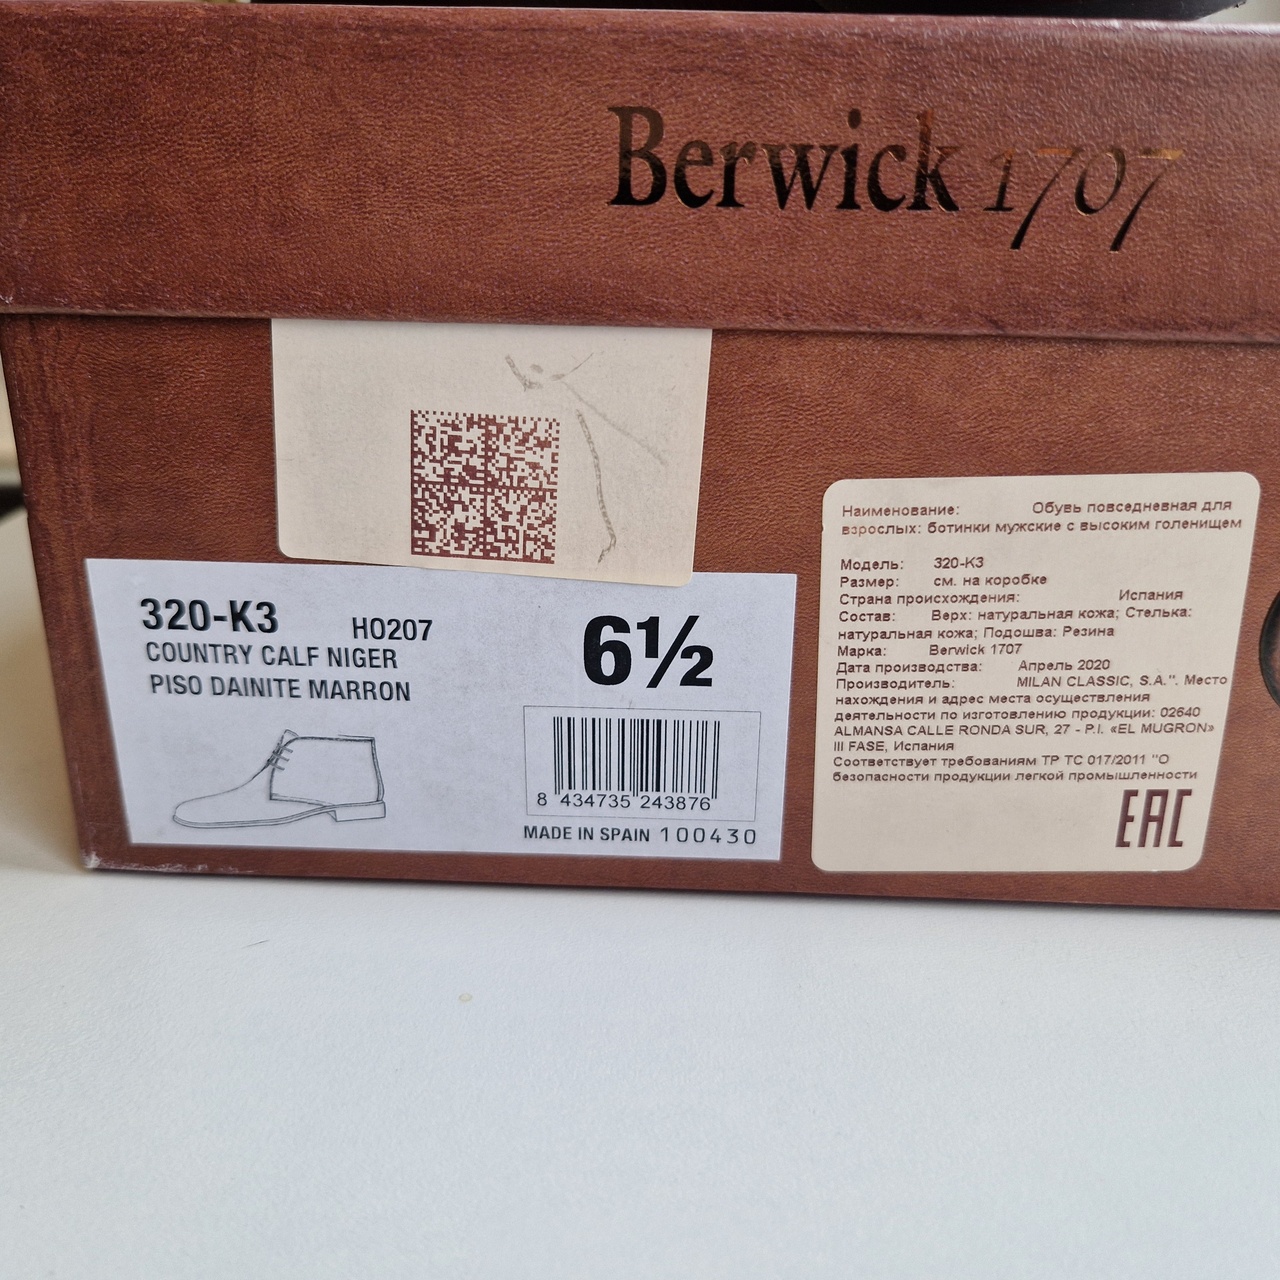 Berwick 1707
320-K3 HO207
COUNTRY CALF NIGER
PISO DAINITE MARRON
6½
8 434735 243876
MADE IN SPAIN 100430
Наименование: Обувь повседневная для
взрослых: ботинки мужские с высоким голенищем
Модель: 320-K3
Размер: см. на коробке
Страна происхождения: Испания
Состав: Верх: натуральная кожа; Стелька:
натуральная кожа; Подошва: Резина
Марка: Berwick 1707
Дата производства: Апрель 2020
Производитель: MILAN CLASSIC, S.A.". Место
нахождения и адрес места осуществления
деятельности по изготовлению продукции: 02640
ALMANSA CALLE RONDA SUR, 27 - P.I. «EL MUGRON»
III FASE, Испания
Соответствует требованиям ТР ТС 017/2011 "О
безопасности продукции легкой промышленности
EAC